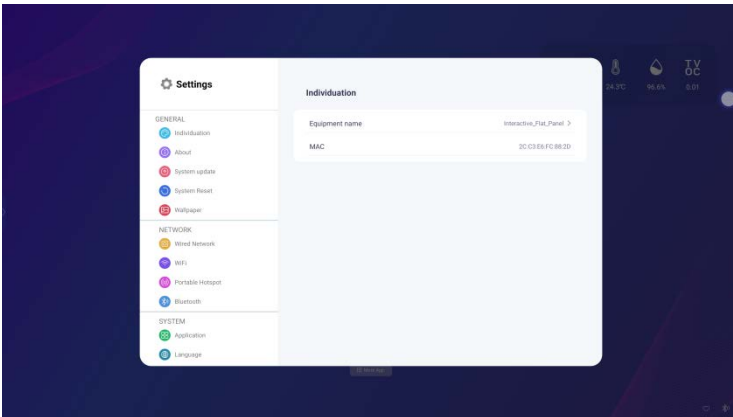 Settings
GENERAL
Individuation
About
System update
System Reset
Wallpaper
NETWORK
Wired Network
WiFi
Portable Hotspot
Bluetooth
SYSTEM
Application
Language
Individuation
Equipment name
Interactive_Flat_Panel >
MAC
2C:C3:E6:FC:88:2D
24.3℃
96.6%
TVOC
0.01